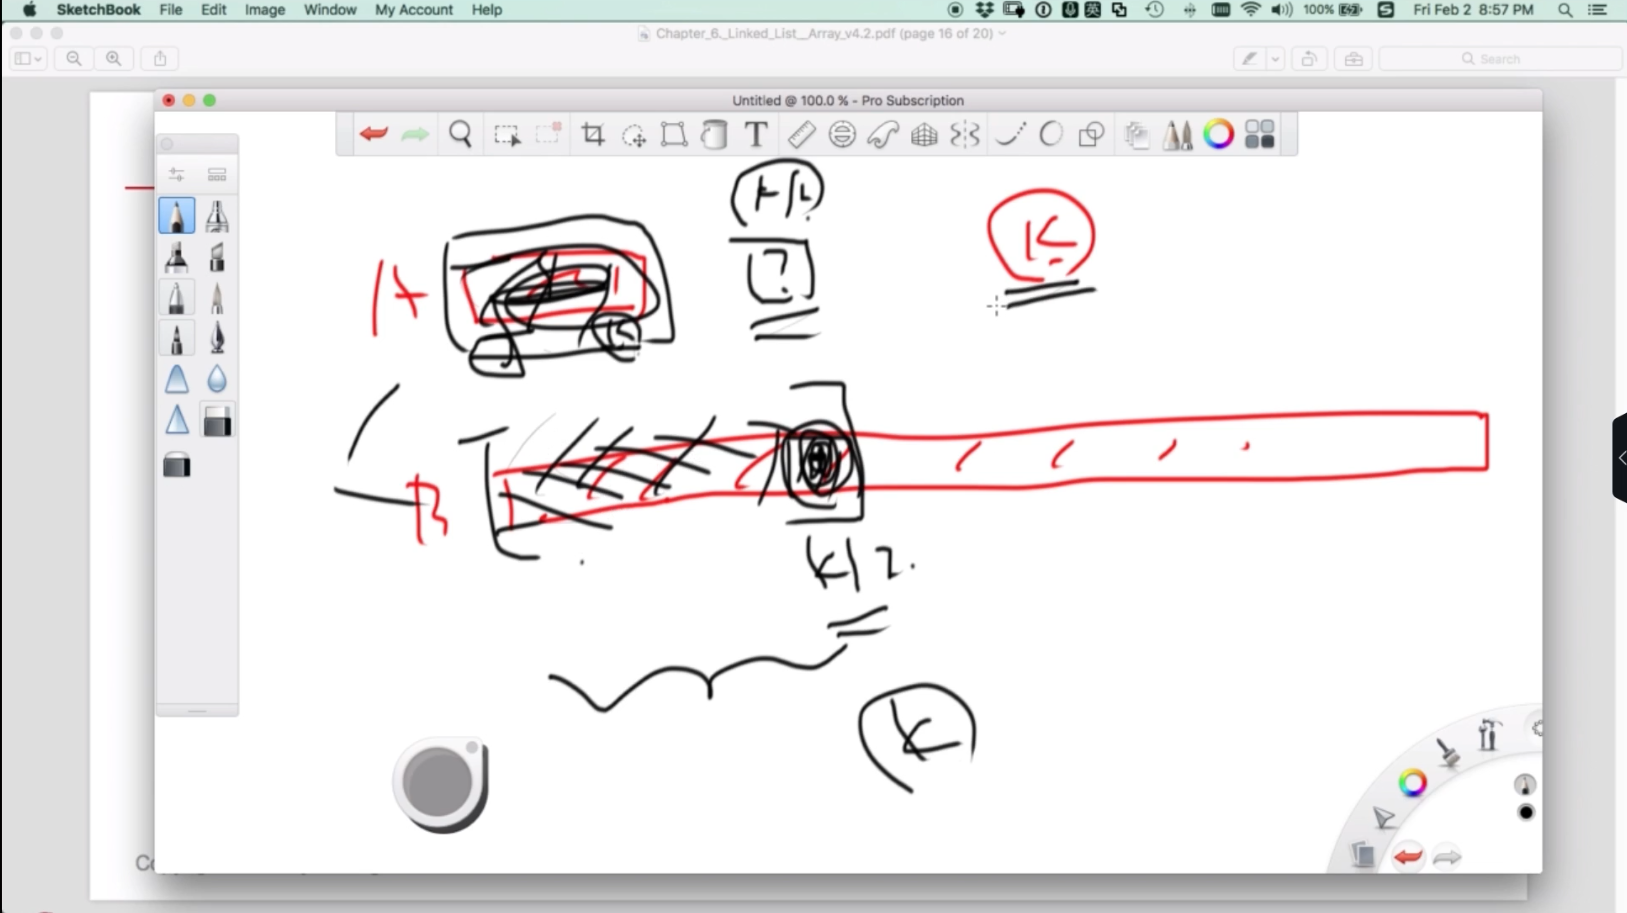 SketchBook File Edit Image Window My Account Help 100% Fri Feb 2 8:57 PM
Chapter_6._Linked_List__Array_v4.2.pdf (page 16 of 20)
Search
Untitled @ 100.0 % - Pro Subscription
T
K
?
A
B
k/2.
K